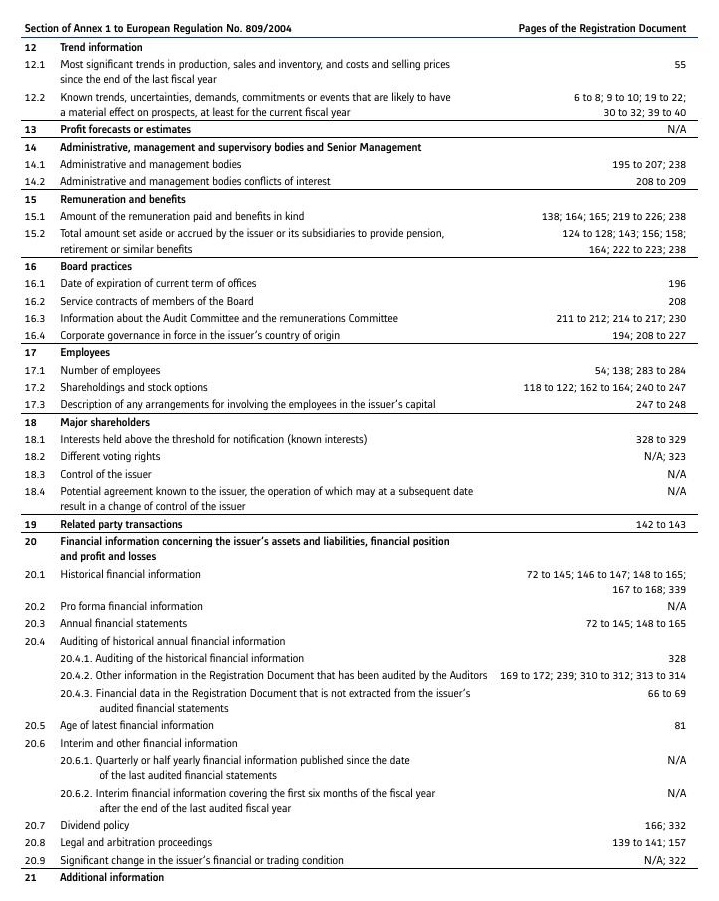 Section of Annex 1 to European Regulation No. 809/2004 Pages of the Registration Document
12 Trend information
12.1 Most significant trends in production, sales and inventory, and costs and selling prices 55
since the end of the last fiscal year
12.2 Known trends, uncertainties, demands, commitments or events that are likely to have 6 to 8; 9 to 10; 19 to 22;
a material effect on prospects, at least for the current fiscal year 30 to 32; 39 to 40
13 Profit forecasts or estimates N/A
14 Administrative, management and supervisory bodies and Senior Management
14.1 Administrative and management bodies 195 to 207; 238
14.2 Administrative and management bodies conflicts of interest 208 to 209
15 Remuneration and benefits
15.1 Amount of the remuneration paid and benefits in kind 138; 164; 165; 219 to 226; 238
15.2 Total amount set aside or accrued by the issuer or its subsidiaries to provide pension, 124 to 128; 143; 156; 158;
retirement or similar benefits 164; 222 to 223; 238
16 Board practices
16.1 Date of expiration of current term of offices 196
16.2 Service contracts of members of the Board 208
16.3 Information about the Audit Committee and the remunerations Committee 211 to 212; 214 to 217; 230
16.4 Corporate governance in force in the issuer's country of origin 194; 208 to 227
17 Employees
17.1 Number of employees 54; 138; 283 to 284
17.2 Shareholdings and stock options 118 to 122; 162 to 164; 240 to 247
17.3 Description of any arrangements for involving the employees in the issuer's capital 247 to 248
18 Major shareholders
18.1 Interests held above the threshold for notification (known interests) 328 to 329
18.2 Different voting rights N/A; 323
18.3 Control of the issuer N/A
18.4 Potential agreement known to the issuer, the operation of which may at a subsequent date N/A
result in a change of control of the issuer
19 Related party transactions 142 to 143
20 Financial information concerning the issuer's assets and liabilities, financial position
and profit and losses
20.1 Historical financial information 72 to 145; 146 to 147; 148 to 165;
167 to 168; 339
20.2 Pro forma financial information N/A
20.3 Annual financial statements 72 to 145; 148 to 165
20.4 Auditing of historical annual financial information
20.4.1. Auditing of the historical financial information 328
20.4.2. Other information in the Registration Document that has been audited by the Auditors 169 to 172; 239; 310 to 312; 313 to 314
20.4.3. Financial data in the Registration Document that is not extracted from the issuer's 66 to 69
audited financial statements
20.5 Age of latest financial information 81
20.6 Interim and other financial information
20.6.1. Quarterly or half yearly financial information published since the date N/A
of the last audited financial statements
20.6.2. Interim financial information covering the first six months of the fiscal year N/A
after the end of the last audited fiscal year
20.7 Dividend policy 166; 332
20.8 Legal and arbitration proceedings 139 to 141; 157
20.9 Significant change in the issuer's financial or trading condition N/A; 322
21 Additional information